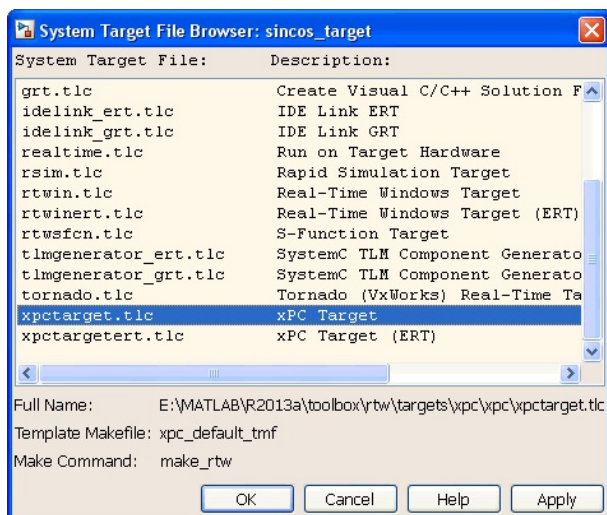 System Target File Browser: sincos_target
System Target File: Description:
grt.tlc Create Visual C/C++ Solution F
idelink_ert.tlc IDE Link ERT
idelink_grt.tlc IDE Link GRT
realtime.tlc Run on Target Hardware
rsim.tlc Rapid Simulation Target
rtwin.tlc Real-Time Windows Target
rtwinert.tlc Real-Time Windows Target (ERT)
rtwsfcn.tlc S-Function Target
tlmgenerator_ert.tlc SystemC TLM Component Generato
tlmgenerator_grt.tlc SystemC TLM Component Generato
tornado.tlc Tornado (VxWorks) Real-Time Ta
xpctarget.tlc xPC Target
xpctargetert.tlc xPC Target (ERT)
Full Name: E:\MATLAB\R2013a\toolbox\rtw\targets\xpc\xpc\xpctarget.tlc
Template Makefile: xpc_default_tmf
Make Command: make_rtw
OK Cancel Help Apply